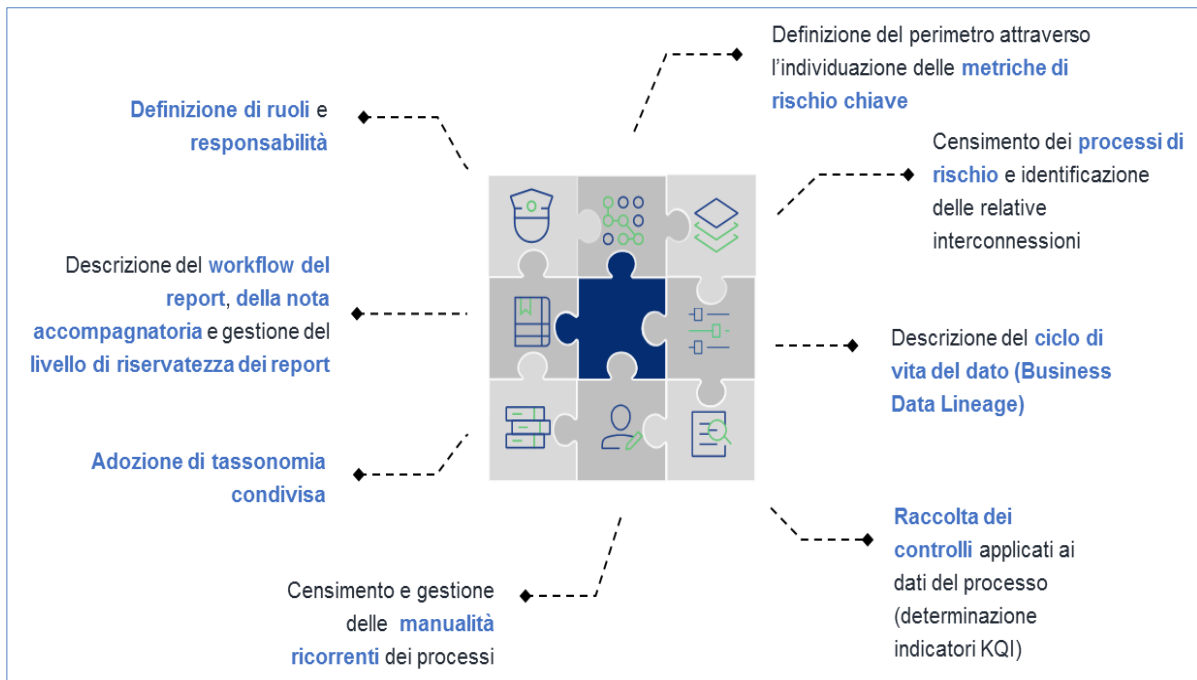 Definizione del perimetro attraverso
l'individuazione delle metriche di
rischio chiave
Definizione di ruoli e
responsabilità
Censimento dei processi di
rischio e identificazione
delle relative
interconnessioni
Descrizione del workflow del
report, della nota
accompagnatoria e gestione del
livello di riservatezza dei report
Descrizione del ciclo di
vita del dato (Business
Data Lineage)
Adozione di tassonomia
condivisa
Raccolta dei
controlli applicati ai
dati del processo
(determinazione
indicatori KQI)
Censimento e gestione
delle manualità
ricorrenti dei processi